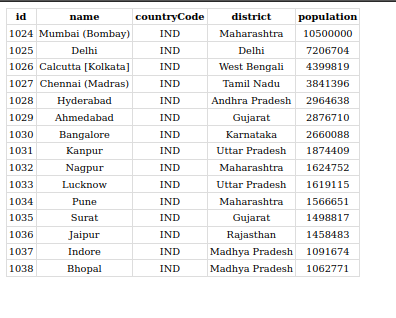 id name countryCode district population
1024 Mumbai (Bombay) IND Maharashtra 10500000
1025 Delhi IND Delhi 7206704
1026 Calcutta [Kolkata] IND West Bengali 4399819
1027 Chennai (Madras) IND Tamil Nadu 3841396
1028 Hyderabad IND Andhra Pradesh 2964638
1029 Ahmedabad IND Gujarat 2876710
1030 Bangalore IND Karnataka 2660088
1031 Kanpur IND Uttar Pradesh 1874409
1032 Nagpur IND Maharashtra 1624752
1033 Lucknow IND Uttar Pradesh 1619115
1034 Pune IND Maharashtra 1566651
1035 Surat IND Gujarat 1498817
1036 Jaipur IND Rajasthan 1458483
1037 Indore IND Madhya Pradesh 1091674
1038 Bhopal IND Madhya Pradesh 1062771